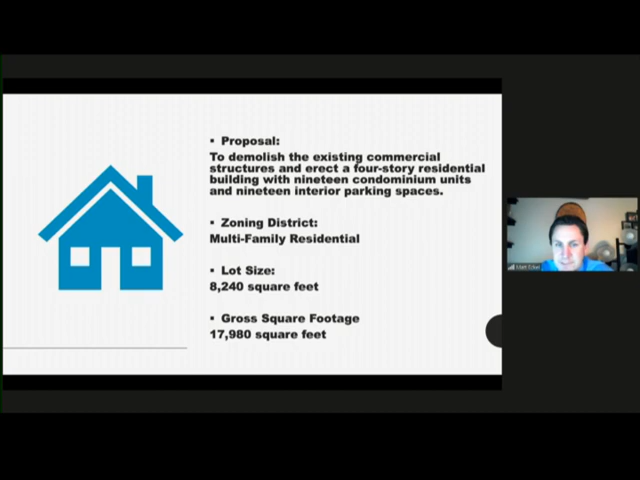 ▪ Proposal:
To demolish the existing commercial
structures and erect a four-story residential
building with nineteen condominium units
and nineteen interior parking spaces.
▪ Zoning District:
Multi-Family Residential
▪ Lot Size:
8,240 square feet
▪ Gross Square Footage
17,980 square feet